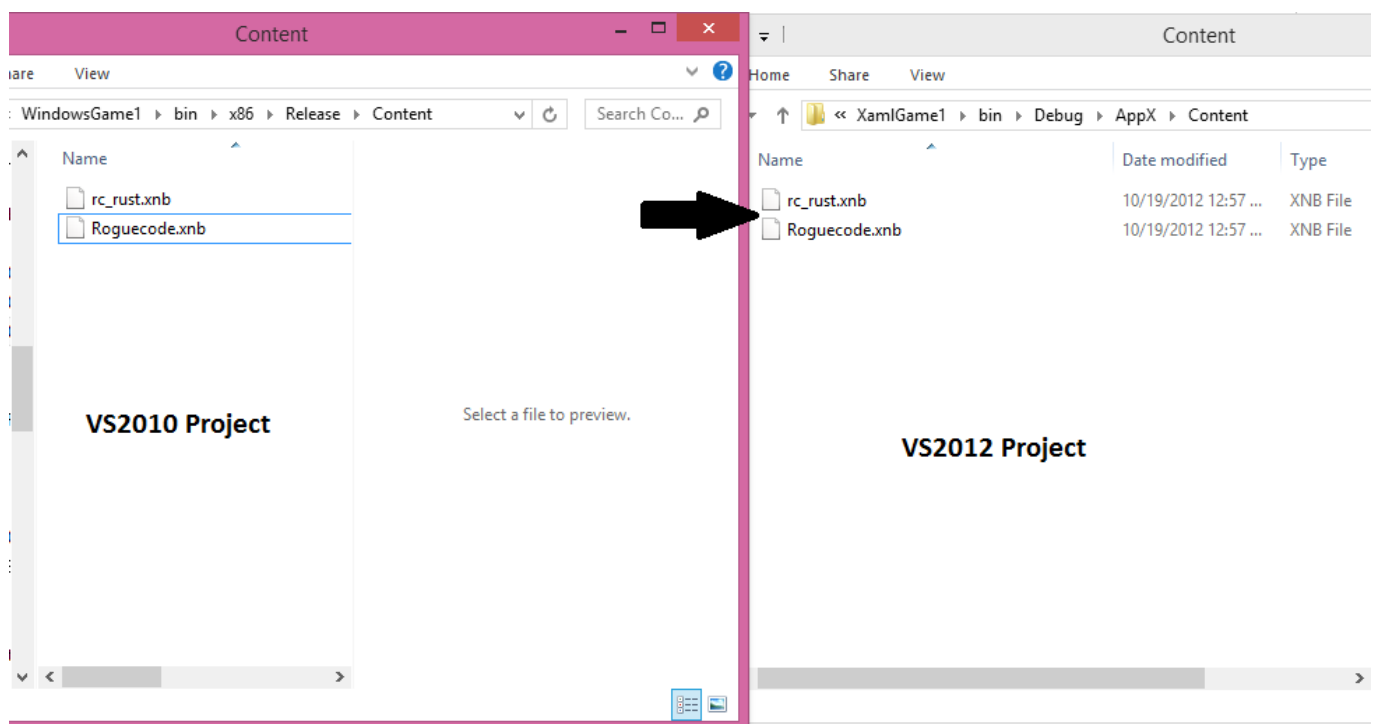 Content
hare View
WindowsGame1 bin x86 Release Content Search Co...
Name
rc_rust.xnb
Roguecode.xnb
VS2010 Project
Select a file to preview.
Content
Home Share View
« XamlGame1 bin Debug AppX Content
Name Date modified Type
rc_rust.xnb 10/19/2012 12:57 ... XNB File
Roguecode.xnb 10/19/2012 12:57 ... XNB File
VS2012 Project